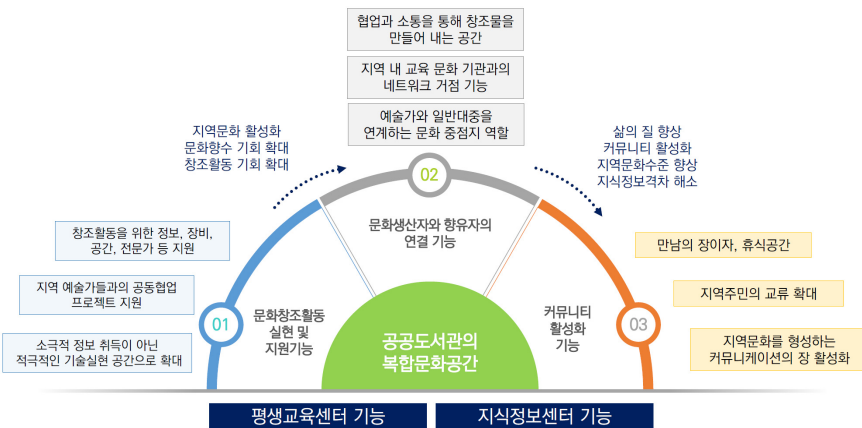 협업과 소통을 통해 창조물을
만들어 내는 공간
지역 내 교육 문화 기관과의
네트워크 거점 기능
예술가와 일반대중을
연계하는 문화 중점지 역할
지역문화 활성화
문화향수 기회 확대
창조활동 기회 확대
삶의 질 향상
커뮤니티 활성화
지역문화수준 향상
지식정보격차 해소
02
문화생산자와 향유자의
연결 기능
창조활동을 위한 정보, 장비,
공간, 전문가 등 지원
지역 예술가들과의 공동협업
프로젝트 지원
소극적 정보 취득이 아닌
적극적인 기술실현 공간으로 확대
01
문화창조활동
실현 및
지원기능
공공도서관의
복합문화공간
커뮤니티
활성화
기능
03
만남의 장이자, 휴식공간
지역주민의 교류 확대
지역문화를 형성하는
커뮤니케이션의 장 활성화
평생교육센터 기능
지식정보센터 기능